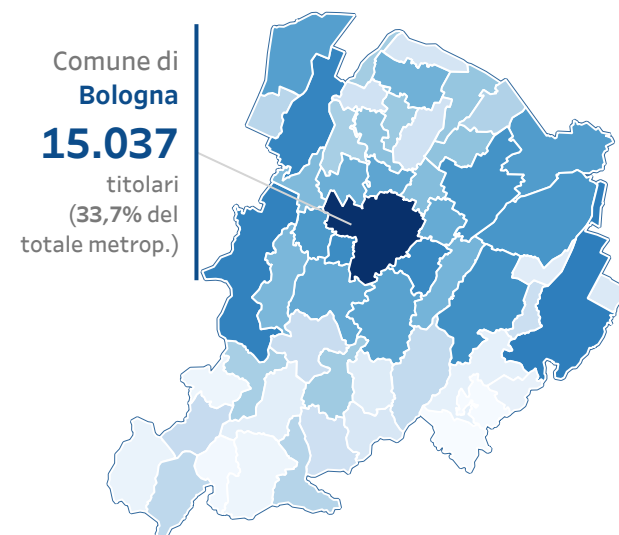 Comune di
Bologna
15.037
titolari
(33,7% del
totale metrop.)